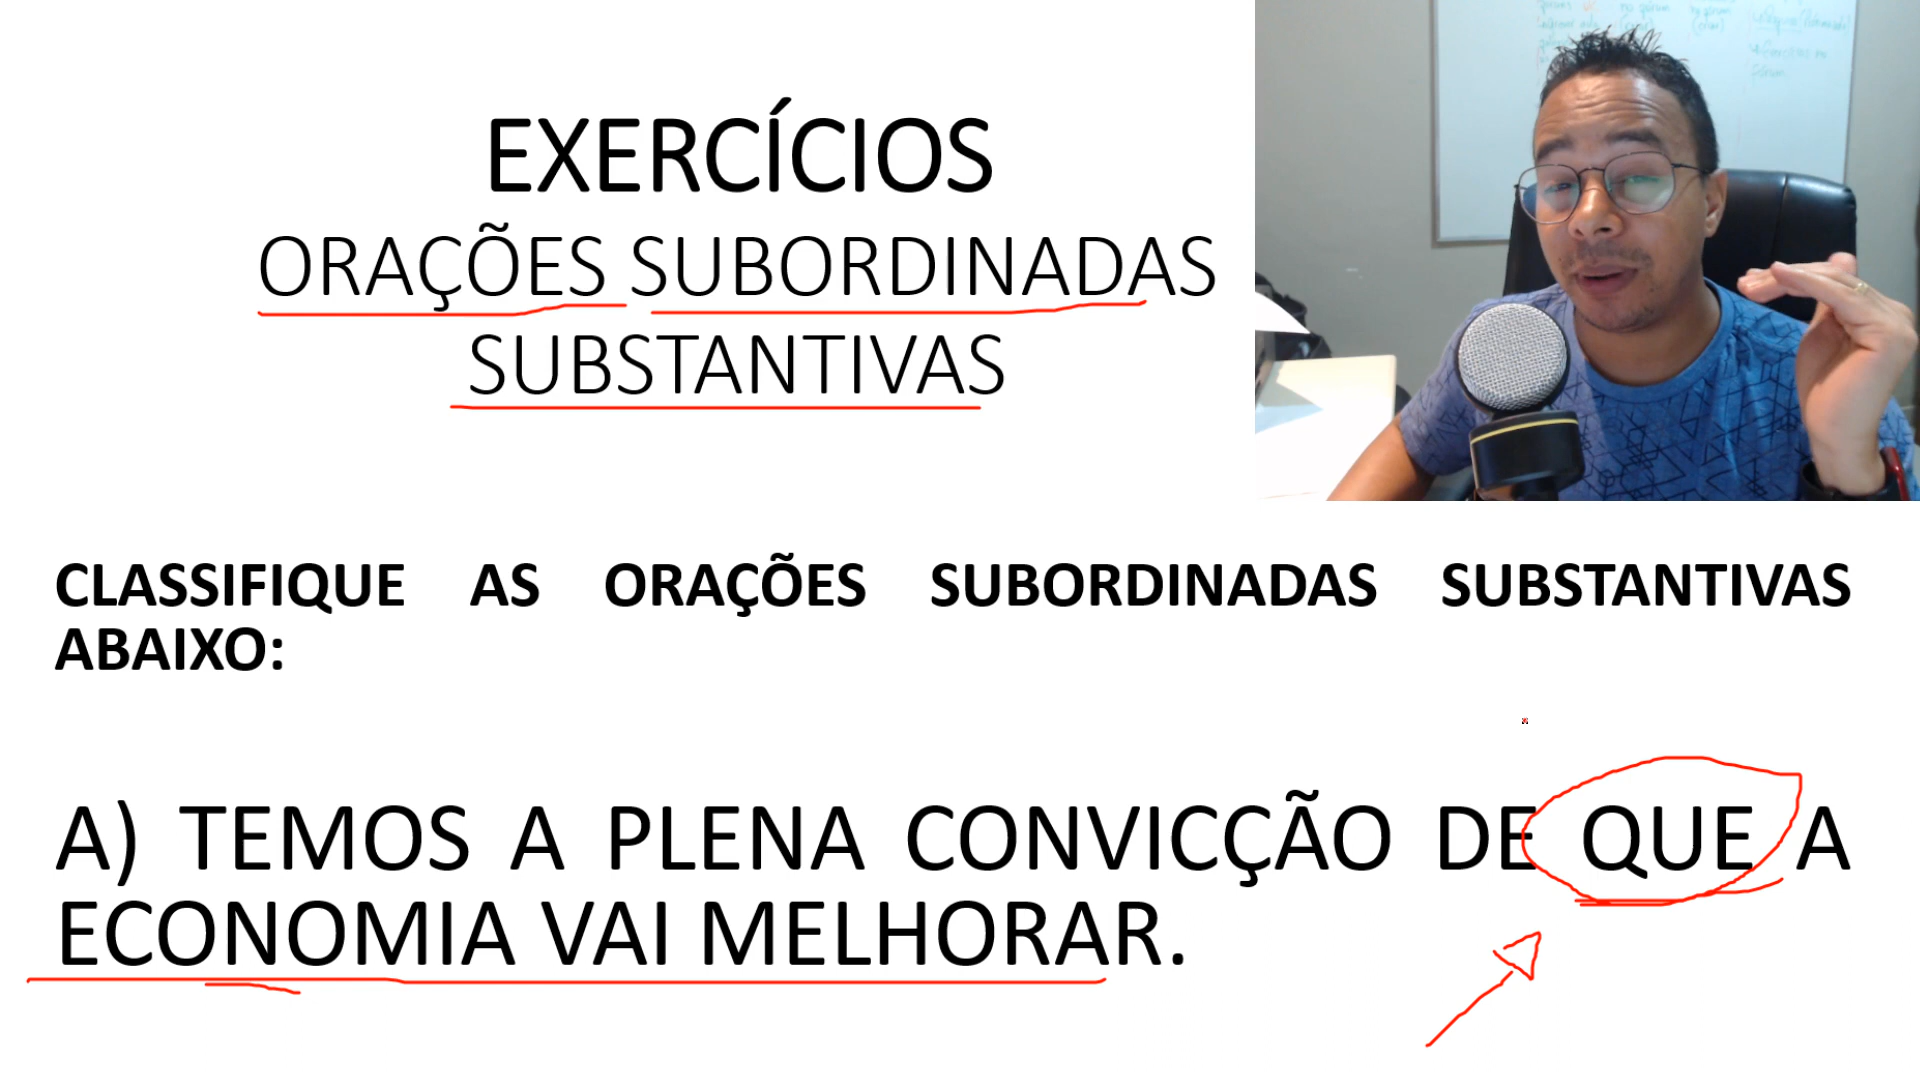 EXERCÍCIOS
ORAÇÕES SUBORDINADAS
SUBSTANTIVAS
CLASSIFIQUE AS ORAÇÕES SUBORDINADAS SUBSTANTIVAS
ABAIXO:
A) TEMOS A PLENA CONVICÇÃO DE QUE A
ECONOMIA VAI MELHORAR.